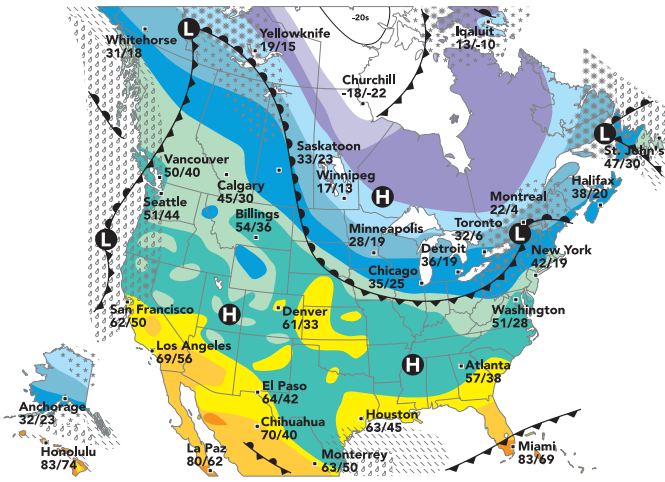 -20s
Whitehorse
31/18
L
Yellowknife
19/15
Iqaluit
13/-10
Churchill
-18/-22
L
St. John's
47/30
Vancouver
50/40
Saskatoon
33/23
Calgary
45/30
Winnipeg
17/13
Halifax
38/20
Montreal
22/4
H
Seattle
51/44
Billings
54/36
Toronto
32/6
L
Minneapolis
28/19
Detroit
36/19
L
New York
42/19
Chicago
35/25
San Francisco
62/50
H
Denver
61/33
Washington
51/28
Los Angeles
69/56
H
Atlanta
57/38
El Paso
64/42
Anchorage
32/23
Chihuahua
70/40
Houston
63/45
Honolulu
83/74
La Paz
80/62
Monterrey
63/50
Miami
83/69